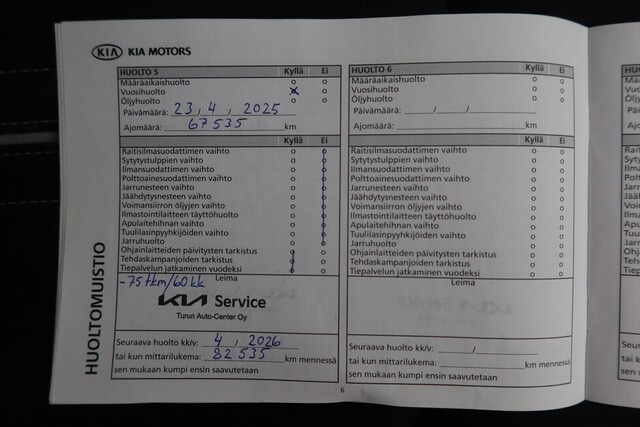 KIA KIA MOTORS
HUOLTO 5 Kyllä Ei
Määräaikaishuolto o o
Vuosihuolto x o
Öljyhuolto o o
Päivämäärä: 23, 4, 2025
Ajomäärä: 67535 km
Kyllä Ei
Raitisilmasuodattimen vaihto o o
Sytytystulppien vaihto o o
Ilmansuodattimen vaihto o o
Polttoainesuodattimen vaihto o o
Jarrunesteen vaihto o o
Jäähdytysnesteen vaihto o o
Voimansiirron öljyjen vaihto o o
Ilmastointilaitteen täyttöhuolto o o
Apulaitehihnan vaihto o o
Tuulilasinpyyhkijöiden vaihto o o
Jarruhuolto o o
Ohjainlaitteiden päivitysten tarkistus o o
Tehdaskampanjoiden tarkistus o o
Tiepalvelun jatkaminen vuodeksi o o
Leima
-75tkm/60kk
KIA Service
Turun Auto-Center Oy
Seuraava huolto kk/v: 4, 2026
tai kun mittarilukema: 82535 km mennessä
sen mukaan kumpi ensin saavutetaan
HUOLTO 6 Kyllä Ei
Määräaikaishuolto o o
Vuosihuolto o o
Öljyhuolto o o
Päivämäärä: / /
Ajomäärä: km
Kyllä Ei
Raitisilmasuodattimen vaihto o o
Sytytystulppien vaihto o o
Ilmansuodattimen vaihto o o
Polttoainesuodattimen vaihto o o
Jarrunesteen vaihto o o
Jäähdytysnesteen vaihto o o
Voimansiirron öljyjen vaihto o o
Ilmastointilaitteen täyttöhuolto o o
Apulaitehihnan vaihto o o
Tuulilasinpyyhkijöiden vaihto o o
Jarruhuolto o o
Ohjainlaitteiden päivitysten tarkistus o o
Tehdaskampanjoiden tarkistus o o
Tiepalvelun jatkaminen vuodeksi o o
Leima
Seuraava huolto kk/v: /
tai kun mittarilukema: km mennessä
sen mukaan kumpi ensin saavutetaan
HUOLTOMUISTIO
6